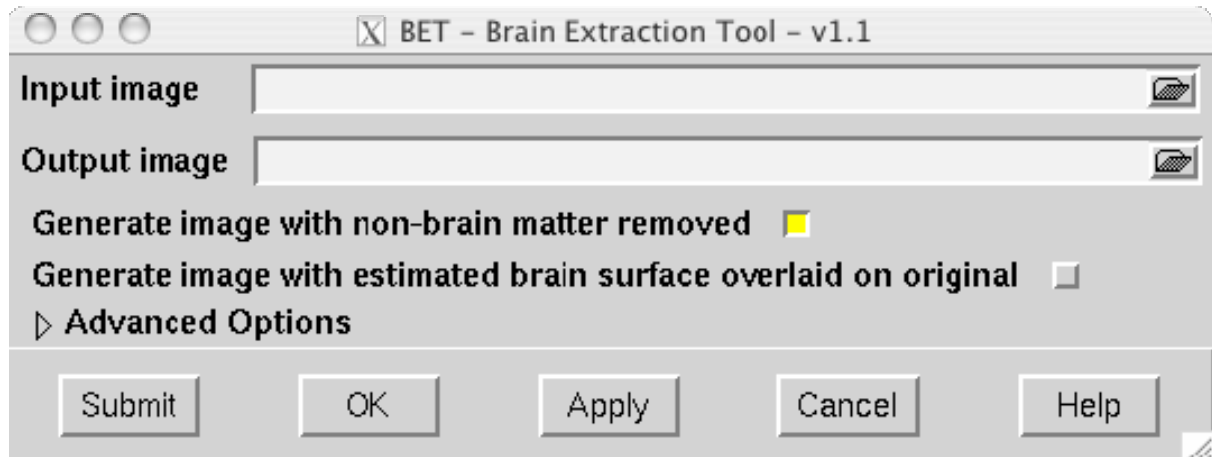 BET – Brain Extraction Tool – v1.1
Input image
Output image
Generate image with non-brain matter removed
Generate image with estimated brain surface overlaid on original
Advanced Options
Submit OK Apply Cancel Help